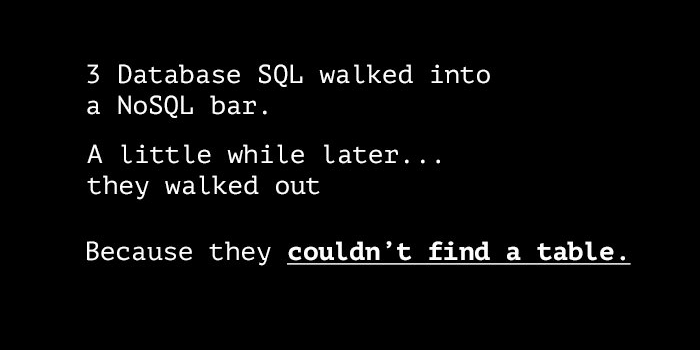 3 Database SQL walked into
a NoSQL bar.
A little while later...
they walked out
Because they couldn’t find a table.